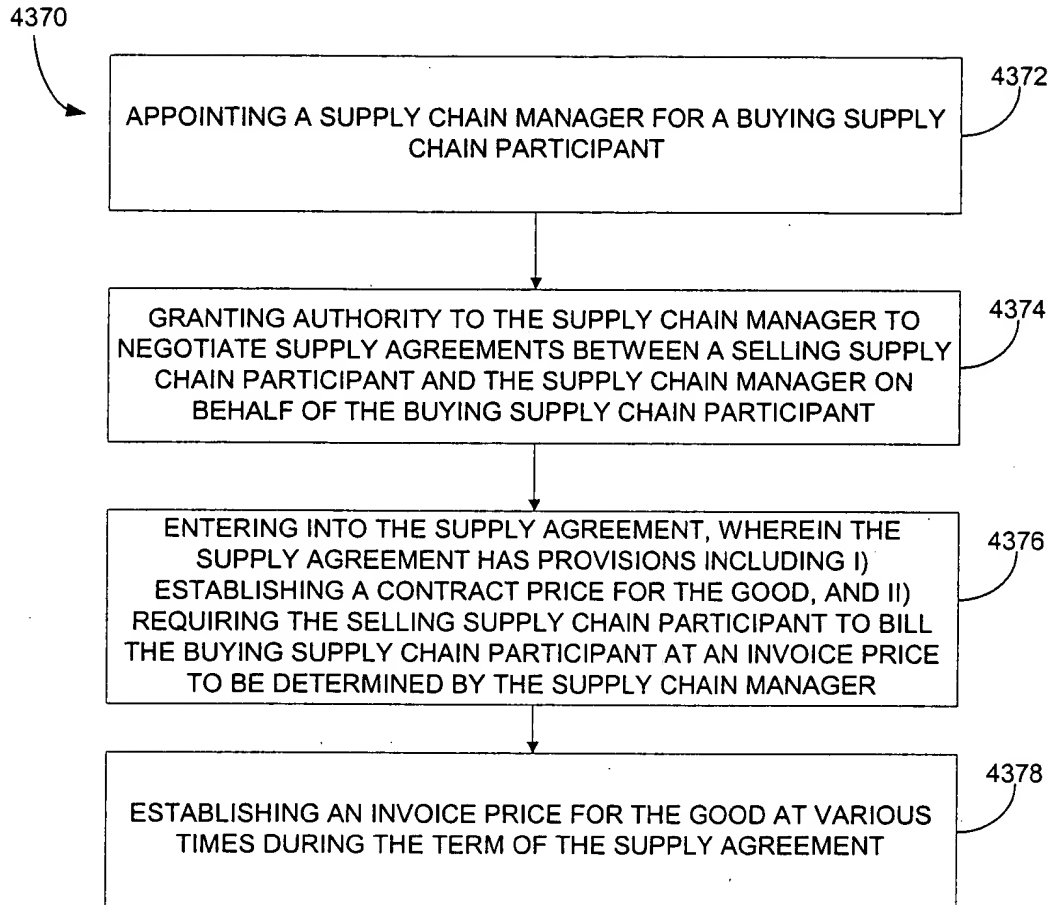 4370
4372
APPOINTING A SUPPLY CHAIN MANAGER FOR A BUYING SUPPLY
CHAIN PARTICIPANT
4374
GRANTING AUTHORITY TO THE SUPPLY CHAIN MANAGER TO
NEGOTIATE SUPPLY AGREEMENTS BETWEEN A SELLING SUPPLY
CHAIN PARTICIPANT AND THE SUPPLY CHAIN MANAGER ON
BEHALF OF THE BUYING SUPPLY CHAIN PARTICIPANT
4376
ENTERING INTO THE SUPPLY AGREEMENT, WHEREIN THE
SUPPLY AGREEMENT HAS PROVISIONS INCLUDING I)
ESTABLISHING A CONTRACT PRICE FOR THE GOOD, AND II)
REQUIRING THE SELLING SUPPLY CHAIN PARTICIPANT TO BILL
THE BUYING SUPPLY CHAIN PARTICIPANT AT AN INVOICE PRICE
TO BE DETERMINED BY THE SUPPLY CHAIN MANAGER
4378
ESTABLISHING AN INVOICE PRICE FOR THE GOOD AT VARIOUS
TIMES DURING THE TERM OF THE SUPPLY AGREEMENT